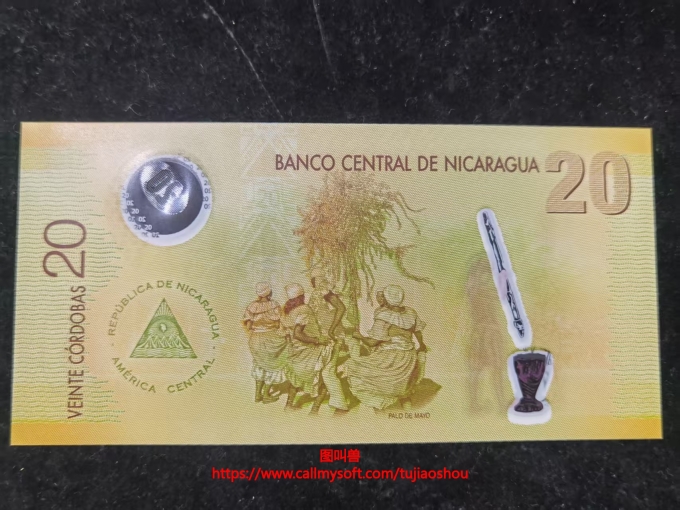 BANCO CENTRAL DE NICARAGUA
20
VEINTE CÓRDOBAS 20
REPÚBLICA DE NICARAGUA
AMÉRICA CENTRAL
PALO DE MAYO
图叫兽
https://www.callmysoft.com/tujiaoshou